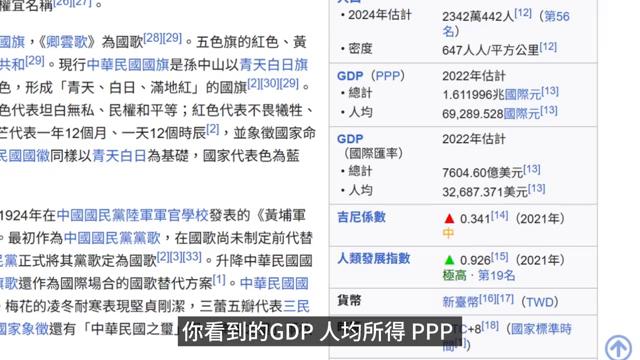 權宜名稱[26][27]。
國旗，《卿雲歌》為國歌[28][29]。五色旗的紅色、黃
共和[29]。現行中華民國國旗是孫中山以青天白日旗
色，形成「青天、白日、滿地紅」的國旗[2][30][29]。
色代表坦白無私、民權和平等；紅色代表不畏犧牲、
芒代表一年12個月、一天12個時辰[2]，並象徵國家命
民國國徽同樣以青天白日為基礎，國家代表色為藍
1924年在中國國民黨陸軍軍官學校發表的《黃埔軍
。最初作為中國國民黨黨歌，在國歌尚未制定前代替
民黨正式將其黨歌定為國歌[2][3][33]。升降中華民國國
旗歌還作為國際場合的國歌替代方案[1]。中華民國國
。梅花的凌冬耐寒表現堅貞剛潔，三蕾五瓣代表三民
國家象徵還有「中華民國之璽」
• 2024年估計 2342萬442人[12]（第56
名）
• 密度 647人人/平方公里[12]
GDP（PPP） 2022年估計
• 總計 1.611996兆國際元[13]
• 人均 69,289.528國際元[13]
GDP 2022年估計
（國際匯率）
• 總計 7604.60億美元[13]
• 人均 32,687.371美元[13]
吉尼係數 ▲ 0.341[14]（2021年）
中
人類發展指數 ▲ 0.926[15]（2021年）
極高 · 第19名
貨幣 新臺幣[16][17]（TWD）
+8[18]（國家標準時
間）
你看到的GDP 人均所得 PPP